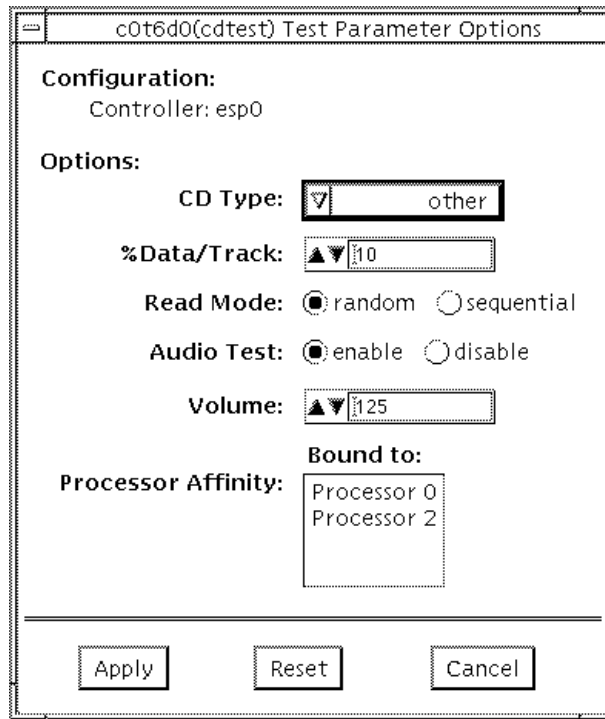 c0t6d0(cdtest) Test Parameter Options
Configuration:
Controller: esp0
Options:
CD Type: other
%Data/Track: 10
Read Mode: random sequential
Audio Test: enable disable
Volume: 125
Bound to:
Processor Affinity: Processor 0
Processor 2
Apply Reset Cancel